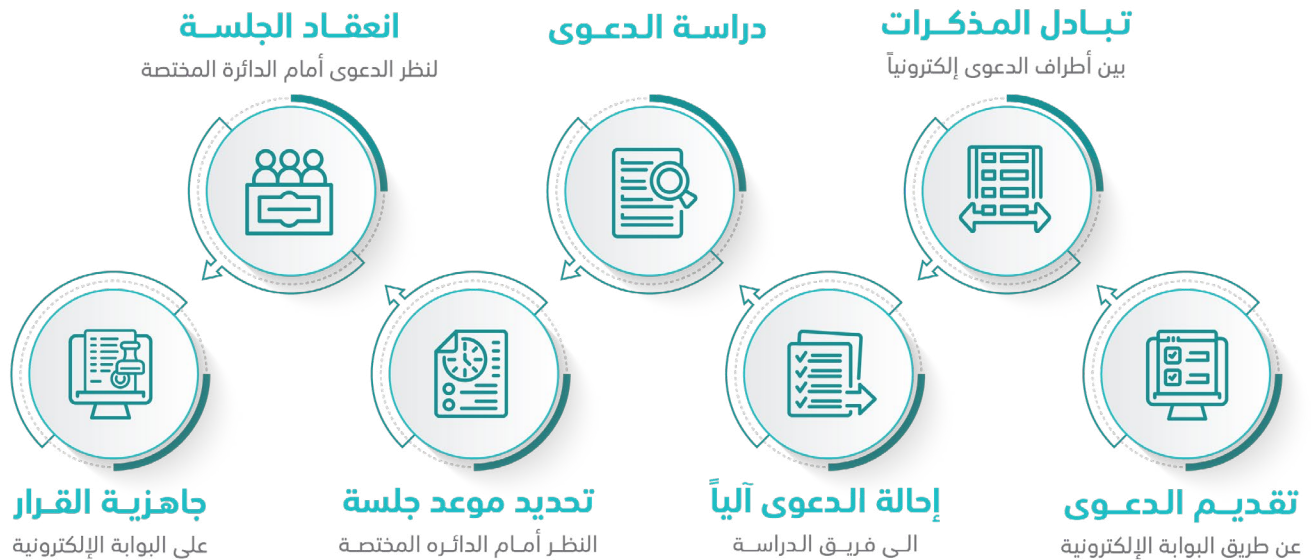 تقديم الدعوى
عن طريق البوابة الإلكترونية
تبادل المذكرات
بين أطراف الدعوى إلكترونياً
إحالة الدعوى آلياً
الى فريق الدراسة
دراسة الدعوى
تحديد موعد جلسة
النظر أمام الدائره المختصة
انعقاد الجلسة
لنظر الدعوى أمام الدائرة المختصة
جاهزية القرار
على البوابة الإلكترونية